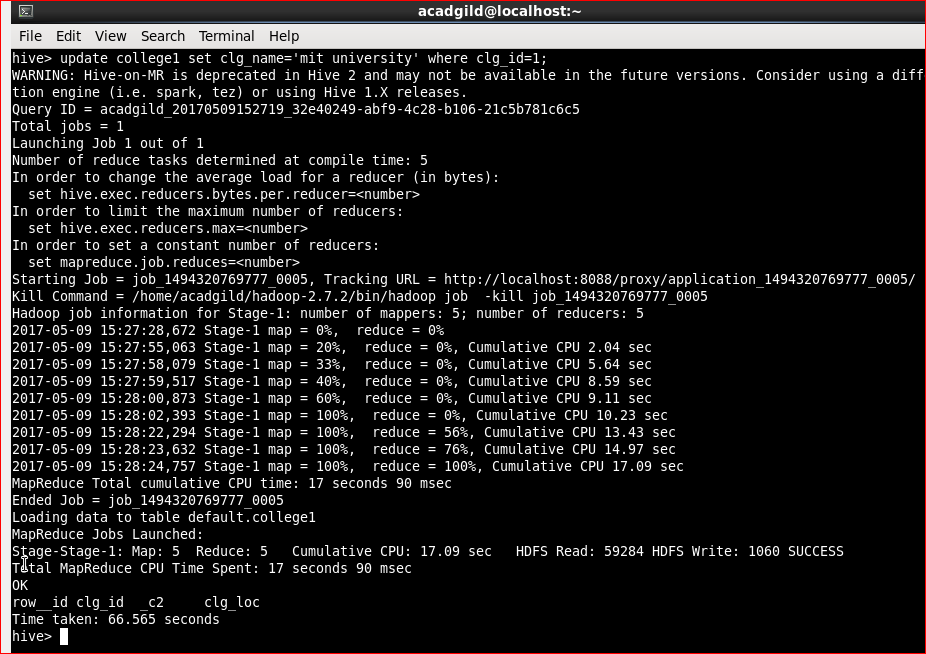 acadgild@localhost:~
File Edit View Search Terminal Help
hive> update college1 set clg_name='mit university' where clg_id=1;
WARNING: Hive-on-MR is deprecated in Hive 2 and may not be available in the future versions. Consider using a diff
tion engine (i.e. spark, tez) or using Hive 1.X releases.
Query ID = acadgild_20170509152719_32e40249-abf9-4c28-b106-21c5b781c6c5
Total jobs = 1
Launching Job 1 out of 1
Number of reduce tasks determined at compile time: 5
In order to change the average load for a reducer (in bytes):
  set hive.exec.reducers.bytes.per.reducer=<number>
In order to limit the maximum number of reducers:
  set hive.exec.reducers.max=<number>
In order to set a constant number of reducers:
  set mapreduce.job.reduces=<number>
Starting Job = job_1494320769777_0005, Tracking URL = http://localhost:8088/proxy/application_1494320769777_0005/
Kill Command = /home/acadgild/hadoop-2.7.2/bin/hadoop job  -kill job_1494320769777_0005
Hadoop job information for Stage-1: number of mappers: 5; number of reducers: 5
2017-05-09 15:27:28,672 Stage-1 map = 0%,  reduce = 0%
2017-05-09 15:27:55,063 Stage-1 map = 20%,  reduce = 0%, Cumulative CPU 2.04 sec
2017-05-09 15:27:58,079 Stage-1 map = 33%,  reduce = 0%, Cumulative CPU 5.64 sec
2017-05-09 15:27:59,517 Stage-1 map = 40%,  reduce = 0%, Cumulative CPU 8.59 sec
2017-05-09 15:28:00,873 Stage-1 map = 60%,  reduce = 0%, Cumulative CPU 9.11 sec
2017-05-09 15:28:02,393 Stage-1 map = 100%,  reduce = 0%, Cumulative CPU 10.23 sec
2017-05-09 15:28:22,294 Stage-1 map = 100%,  reduce = 56%, Cumulative CPU 13.43 sec
2017-05-09 15:28:23,632 Stage-1 map = 100%,  reduce = 76%, Cumulative CPU 14.97 sec
2017-05-09 15:28:24,757 Stage-1 map = 100%,  reduce = 100%, Cumulative CPU 17.09 sec
MapReduce Total cumulative CPU time: 17 seconds 90 msec
Ended Job = job_1494320769777_0005
Loading data to table default.college1
MapReduce Jobs Launched:
Stage-Stage-1: Map: 5  Reduce: 5   Cumulative CPU: 17.09 sec   HDFS Read: 59284 HDFS Write: 1060 SUCCESS
Total MapReduce CPU Time Spent: 17 seconds 90 msec
OK
row__id clg_id  _c2     clg_loc
Time taken: 66.565 seconds
hive>